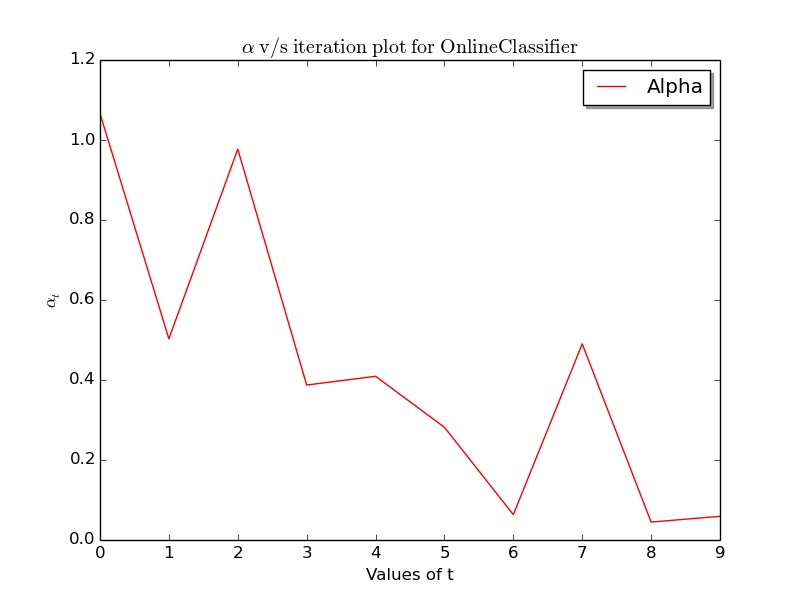 α v/s iteration plot for OnlineClassifier
Alpha
1.2
1.0
0.8
0.6
0.4
0.2
0.0
α_t
0 1 2 3 4 5 6 7 8 9
Values of t